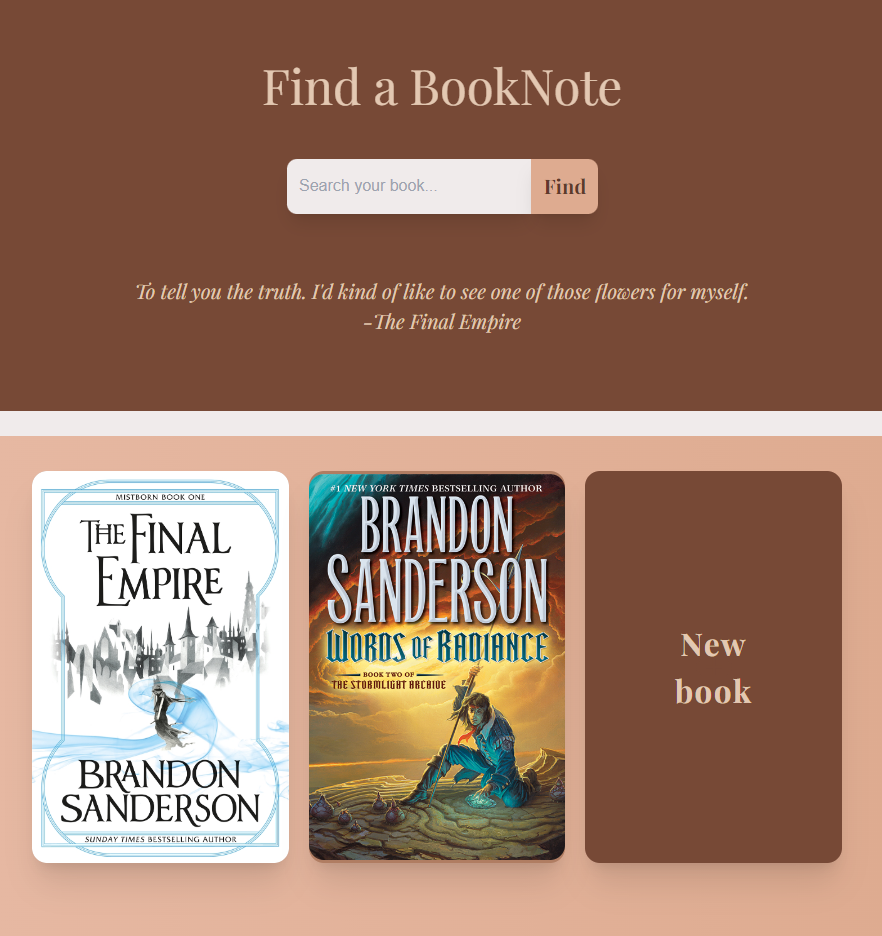 Find a BookNote
Search your book...
Find
To tell you the truth. I'd kind of like to see one of those flowers for myself.
-The Final Empire
MISTBORN BOOK ONE
THE FINAL
EMPIRE
BRANDON
SANDERSON
SUNDAY TIMES BESTSELLING AUTHOR
#1 NEW YORK TIMES BESTSELLING AUTHOR
BRANDON
SANDERSON
WORDS OF RADIANCE
BOOK TWO OF
THE STORMLIGHT ARCHIVE
New
book